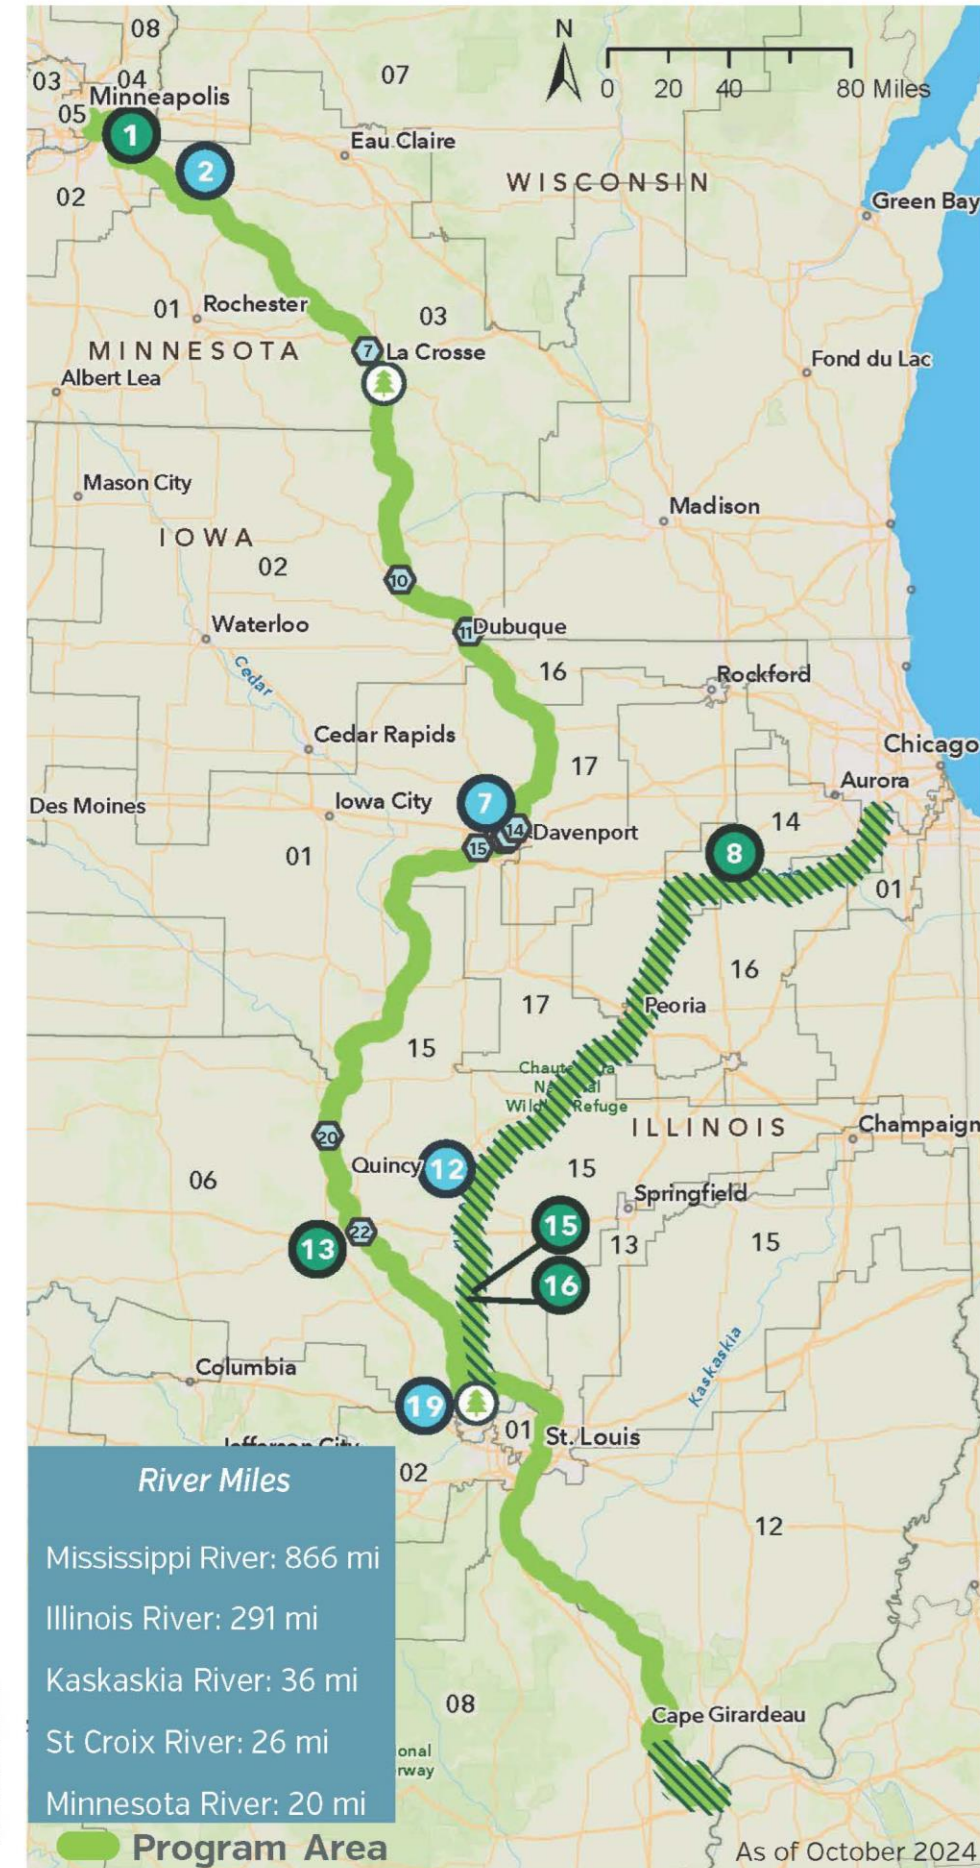 08
N
03
04
07
0 20 40 80 Miles
Minneapolis
05
1
Eau Claire
2
WISCONSIN
02
Green Bay
01
Rochester
03
MINNESOTA
7
La Crosse
Fond du Lac
Albert Lea
Mason City
Madison
IOWA
02
10
Waterloo
11
Dubuque
Cedar
16
Rockford
Cedar Rapids
Chicago
17
Aurora
Des Moines
Iowa City
7
14
Davenport
14
15
8
01
01
16
17
Peoria
15
Refuge
ILLINOIS
Champaign
20
Quincy
12
15
06
Springfield
15
13
22
13
15
16
Kaskaskia
Columbia
19
01
St. Louis
Jefferson City
02
River Miles
12
Mississippi River: 866 mi
Illinois River: 291 mi
Kaskaskia River: 36 mi
08
Cape Girardeau
St Croix River: 26 mi
onal
rway
Minnesota River: 20 mi
Program Area
As of October 2024